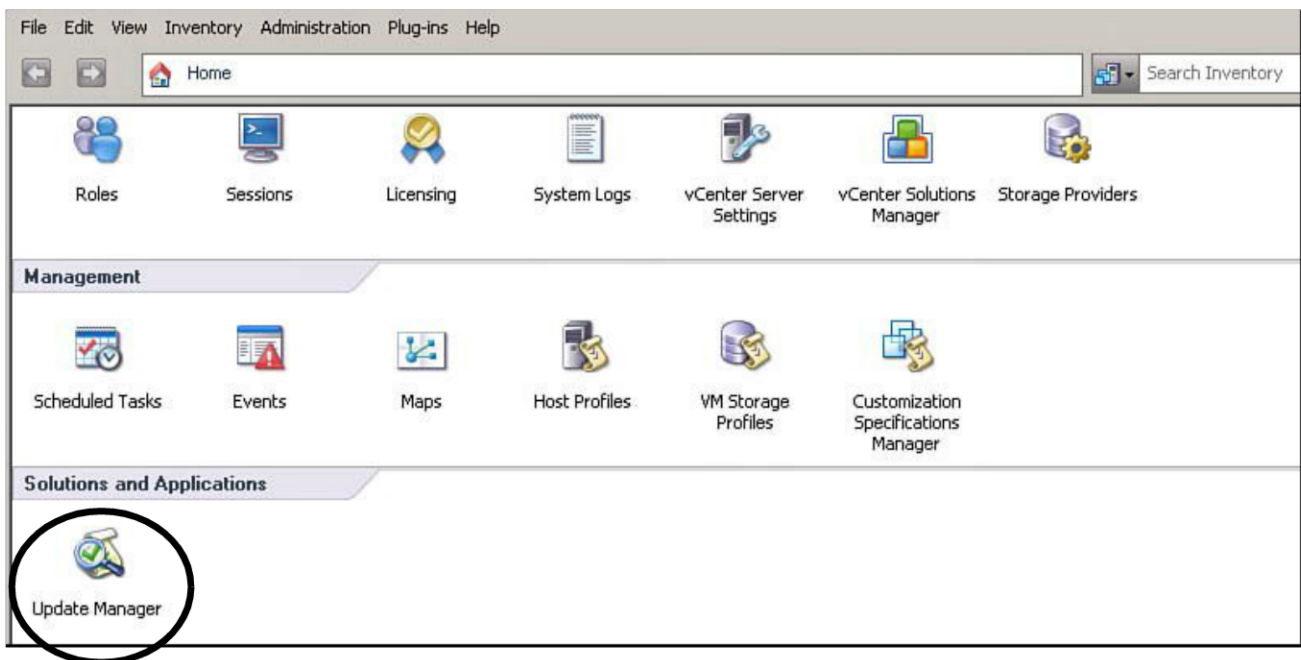 File Edit View Inventory Administration Plug-ins Help
Home
Search Inventory
Roles
Sessions
Licensing
System Logs
vCenter Server
Settings
vCenter Solutions
Manager
Storage Providers
Management
Scheduled Tasks
Events
Maps
Host Profiles
VM Storage
Profiles
Customization
Specifications
Manager
Solutions and Applications
Update Manager